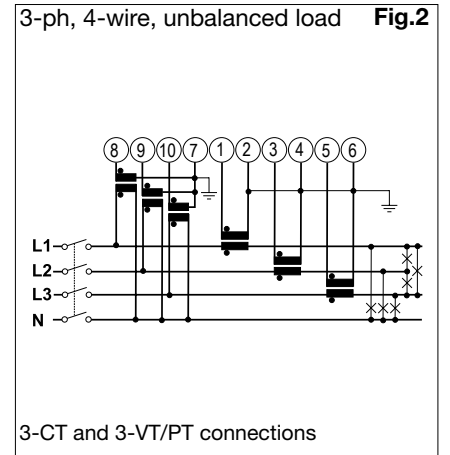 3-ph, 4-wire, unbalanced load Fig.2
8 9 10 7 1 2 3 4 5 6
L1
L2
L3
N
3-CT and 3-VT/PT connections